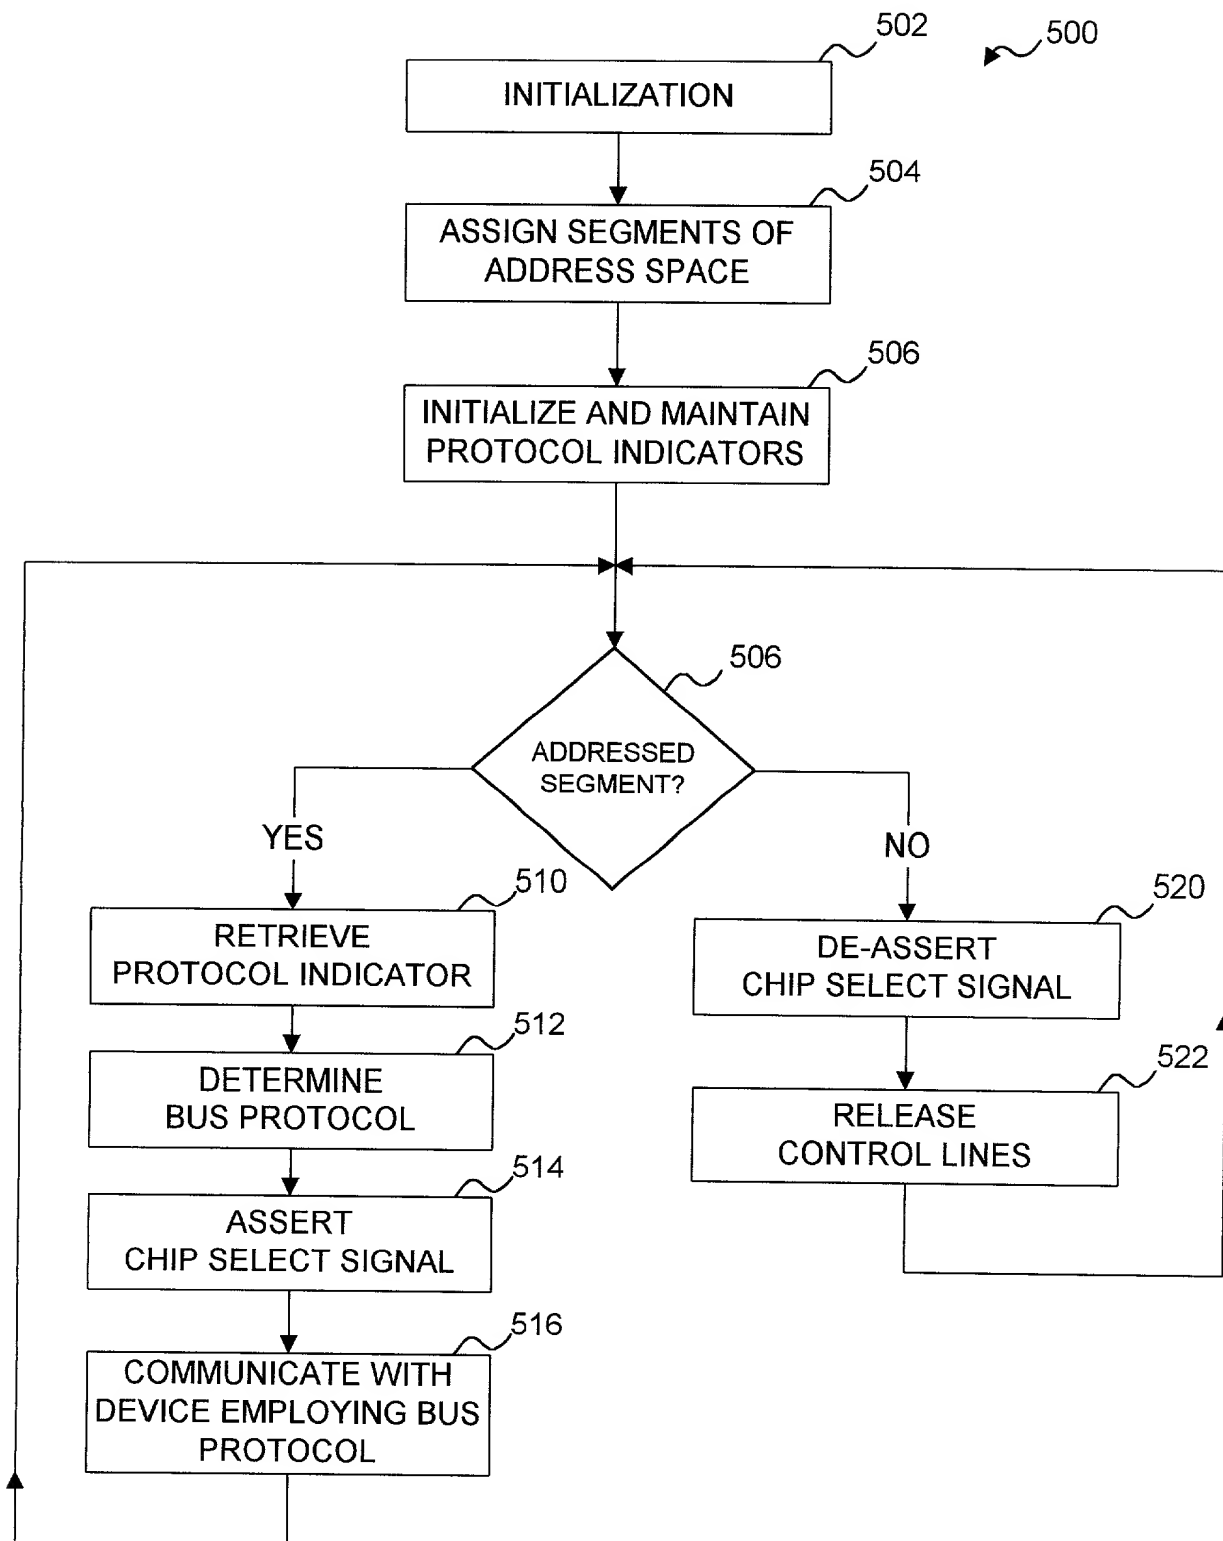 502
500
INITIALIZATION
504
ASSIGN SEGMENTS OF
ADDRESS SPACE
506
INITIALIZE AND MAINTAIN
PROTOCOL INDICATORS
506
ADDRESSED
SEGMENT?
YES
NO
510
RETRIEVE
PROTOCOL INDICATOR
512
DETERMINE
BUS PROTOCOL
514
ASSERT
CHIP SELECT SIGNAL
516
COMMUNICATE WITH
DEVICE EMPLOYING BUS
PROTOCOL
520
DE-ASSERT
CHIP SELECT SIGNAL
522
RELEASE
CONTROL LINES